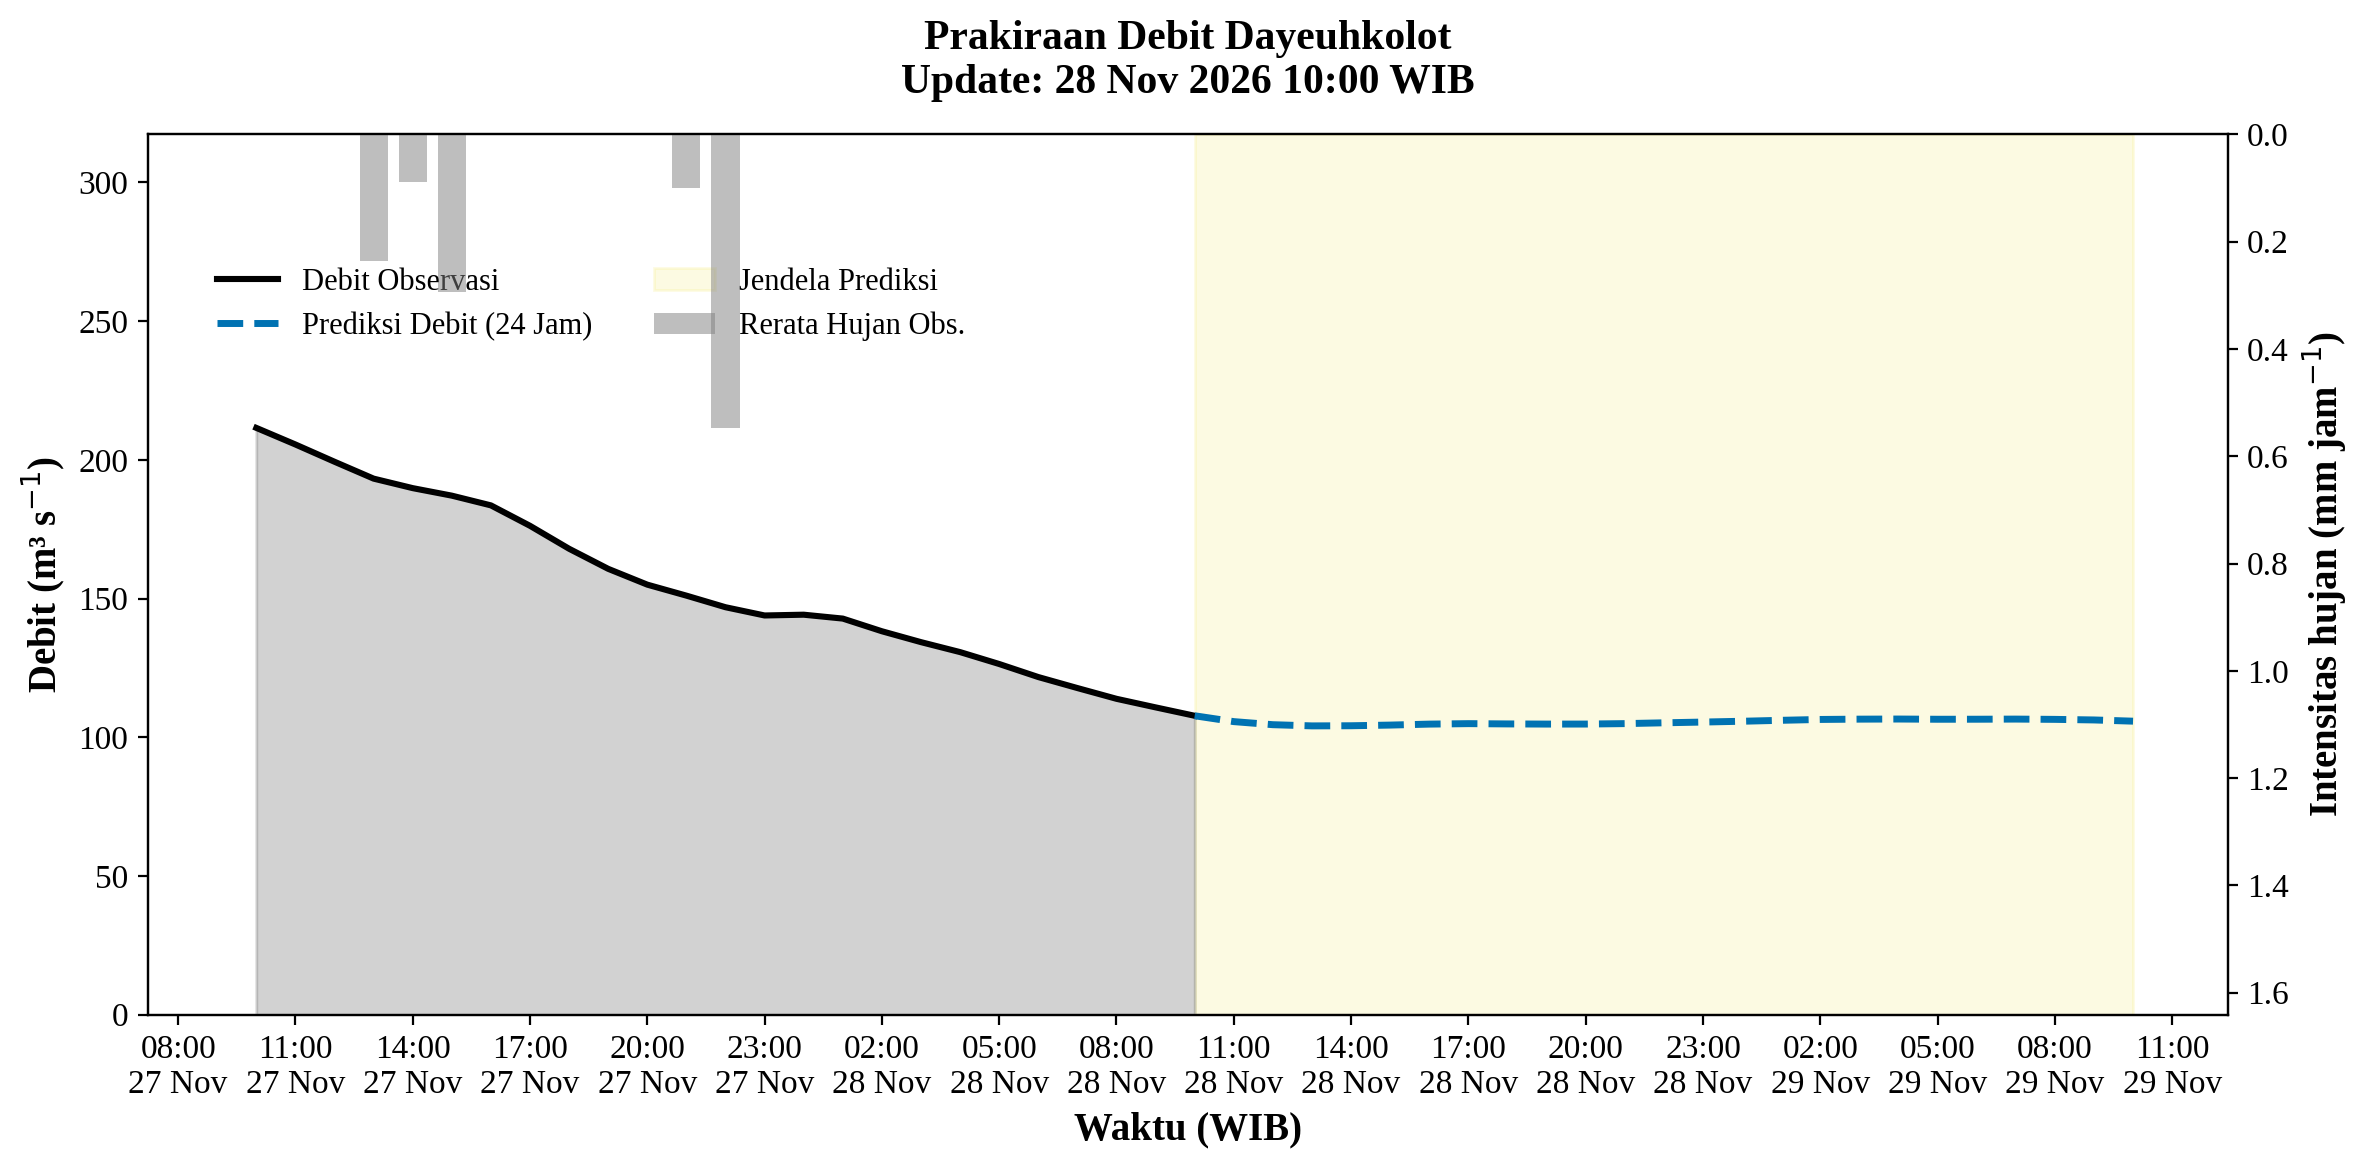 Prakiraan Debit Dayeuhkolot
Update: 28 Nov 2026 10:00 WIB
Debit (m³ s⁻¹)
300
250
200
150
100
50
0
Debit Observasi
Prediksi Debit (24 Jam)
Jendela Prediksi
Rerata Hujan Obs.
0.0
0.2
0.4
0.6
0.8
1.0
1.2
1.4
1.6
Intensitas hujan (mm jam⁻¹)
08:00 11:00 14:00 17:00 20:00 23:00 02:00 05:00 08:00 11:00 14:00 17:00 20:00 23:00 02:00 05:00 08:00 11:00
27 Nov 27 Nov 27 Nov 27 Nov 27 Nov 27 Nov 28 Nov 28 Nov 28 Nov 28 Nov 28 Nov 28 Nov 28 Nov 28 Nov 29 Nov 29 Nov 29 Nov 29 Nov
Waktu (WIB)